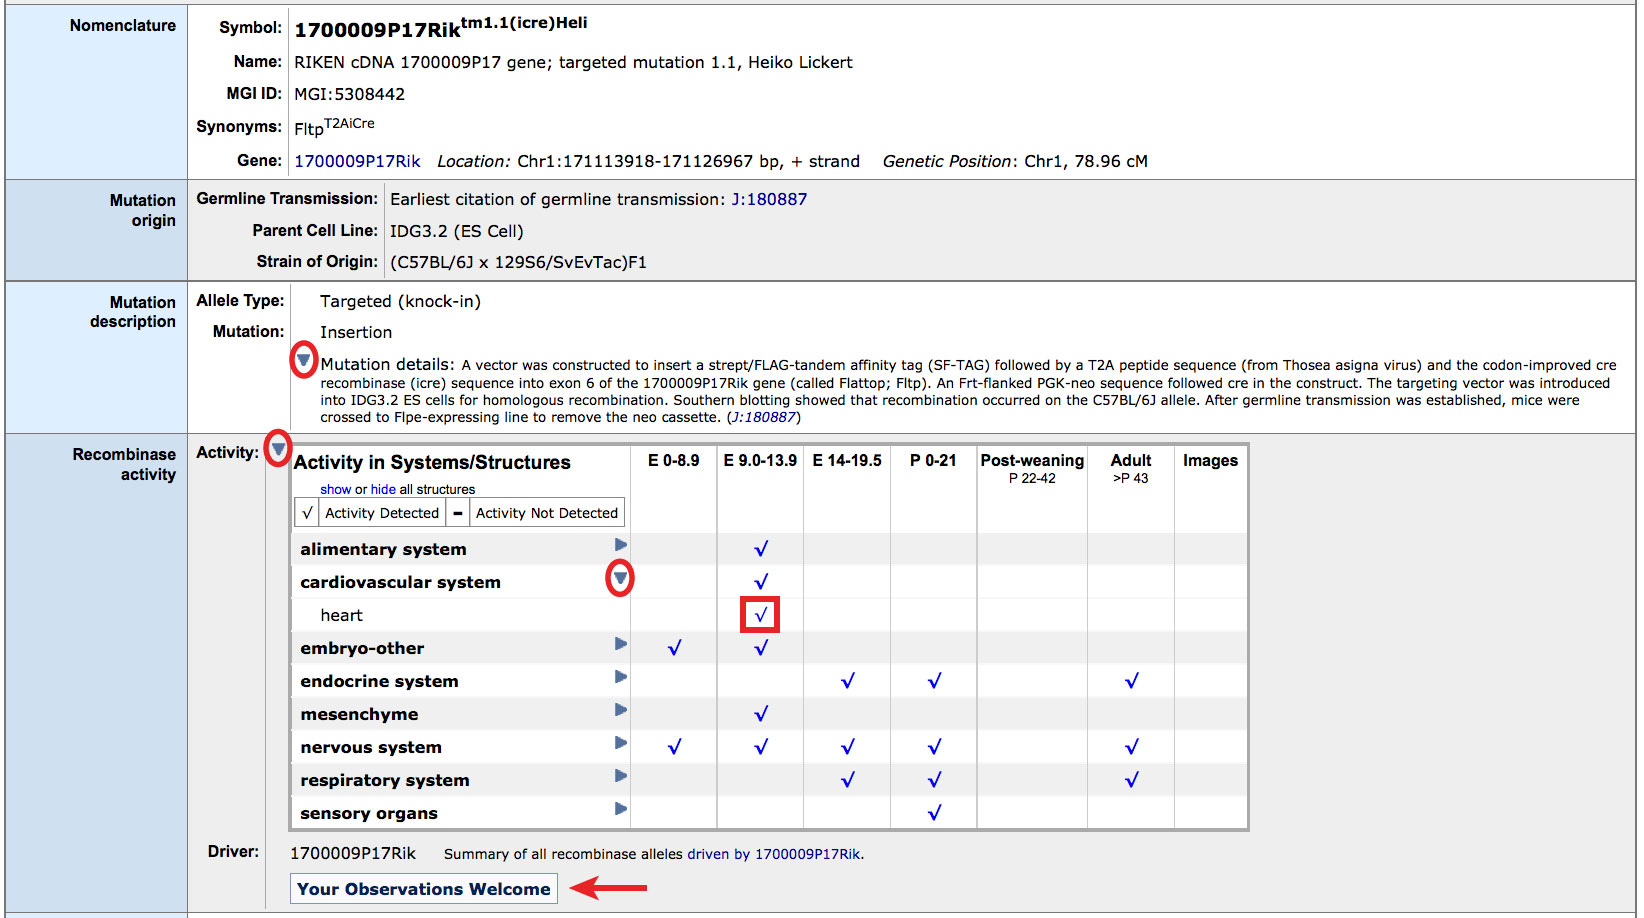 Nomenclature
Symbol: 1700009P17Rik^tm1.1(icre)Heli
Name: RIKEN cDNA 1700009P17 gene; targeted mutation 1.1, Heiko Lickert
MGI ID: MGI:5308442
Synonyms: Fltp^T2AiCre
Gene: 1700009P17Rik Location: Chr1:171113918-171126967 bp, + strand Genetic Position: Chr1, 78.96 cM
Mutation origin
Germline Transmission: Earliest citation of germline transmission: J:180887
Parent Cell Line: IDG3.2 (ES Cell)
Strain of Origin: (C57BL/6J x 129S6/SvEvTac)F1
Mutation description
Allele Type: Targeted (knock-in)
Mutation: Insertion
Mutation details: A vector was constructed to insert a strept/FLAG-tandem affinity tag (SF-TAG) followed by a T2A peptide sequence (from Thosea asigna virus) and the codon-improved cre
recombinase (icre) sequence into exon 6 of the 1700009P17Rik gene (called Flattop; Fltp). An Frt-flanked PGK-neo sequence followed cre in the construct. The targeting vector was introduced
into IDG3.2 ES cells for homologous recombination. Southern blotting showed that recombination occurred on the C57BL/6J allele. After germline transmission was established, mice were
crossed to Flpe-expressing line to remove the neo cassette. (J:180887)
Recombinase activity
Activity:
Activity in Systems/Structures E 0-8.9 E 9.0-13.9 E 14-19.5 P 0-21 Post-weaning Adult Images
P 22-42 >P 43
show or hide all structures
√ Activity Detected - Activity Not Detected
alimentary system √
cardiovascular system √
heart √
embryo-other √ √
endocrine system √ √ √
mesenchyme √
nervous system √ √ √ √ √
respiratory system √ √ √
sensory organs √
Driver: 1700009P17Rik Summary of all recombinase alleles driven by 1700009P17Rik.
Your Observations Welcome